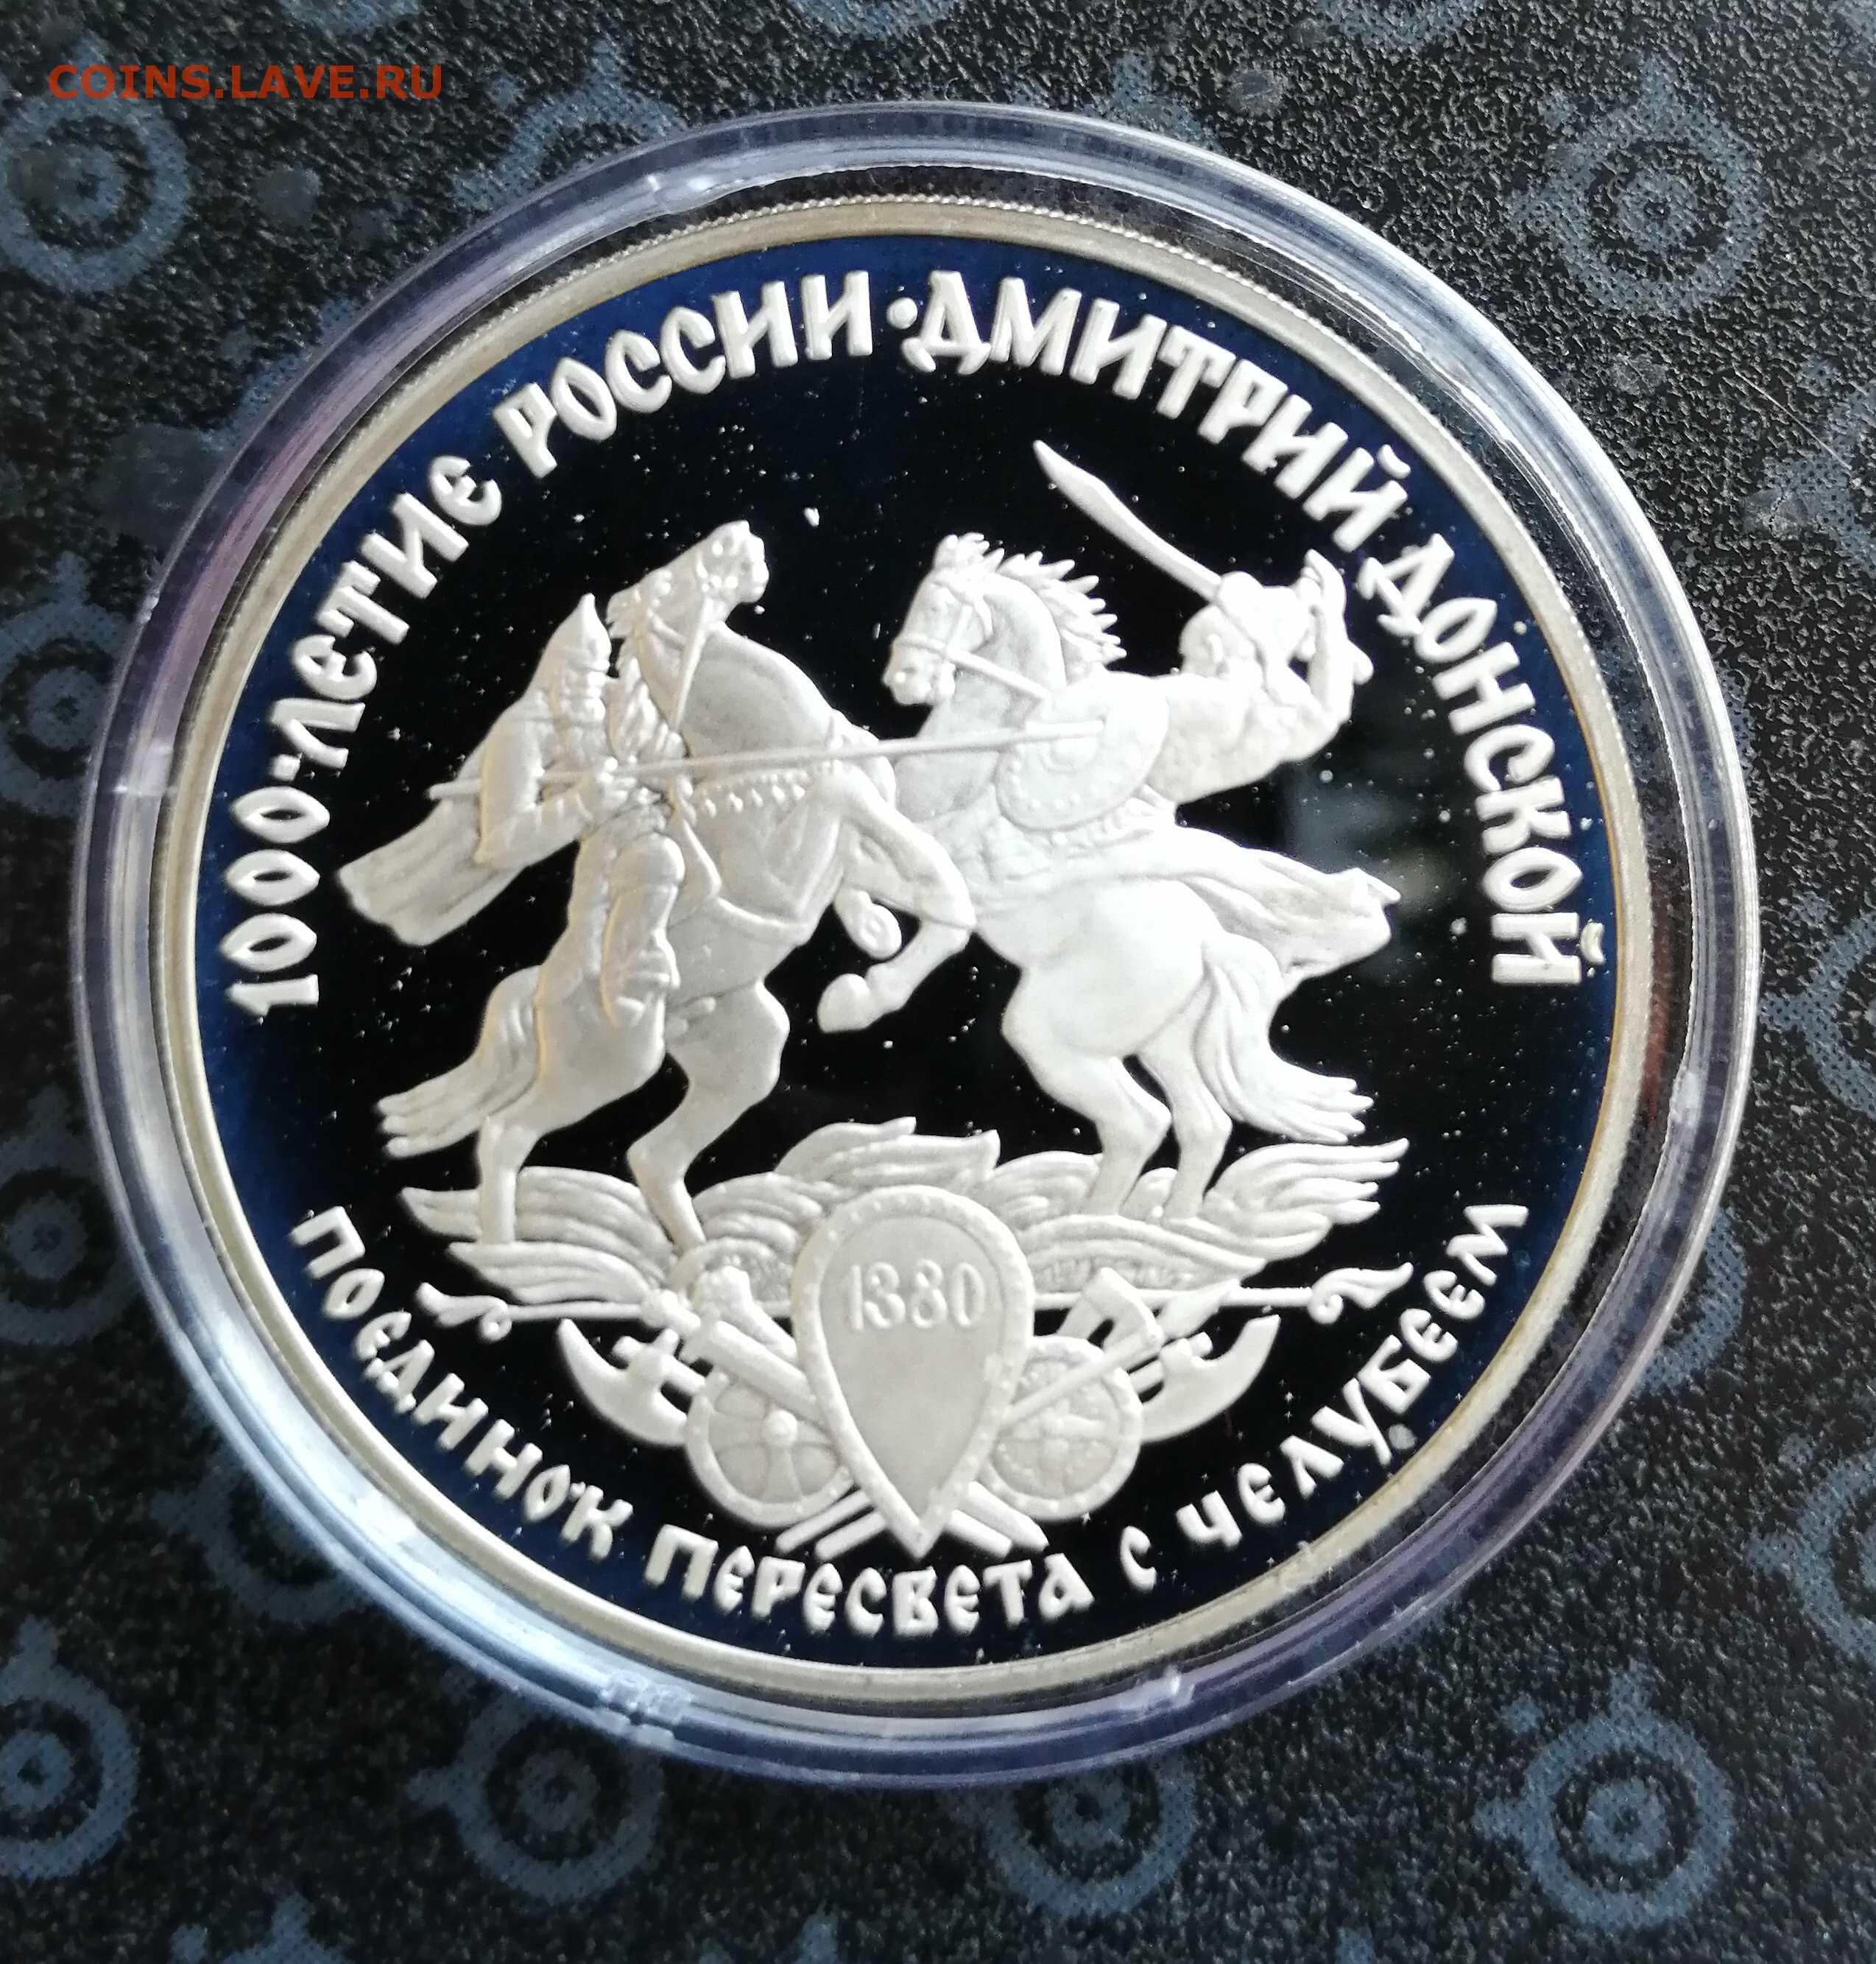 COINS.LAVE.RU
1000-ЛЕТИЕ РОССИИ·ДМИТРИЙ ДОНСКОЙ
1380
ПОЕДИНОК ПЕРЕСВЕТА С ЧЕЛУБЕЕМ